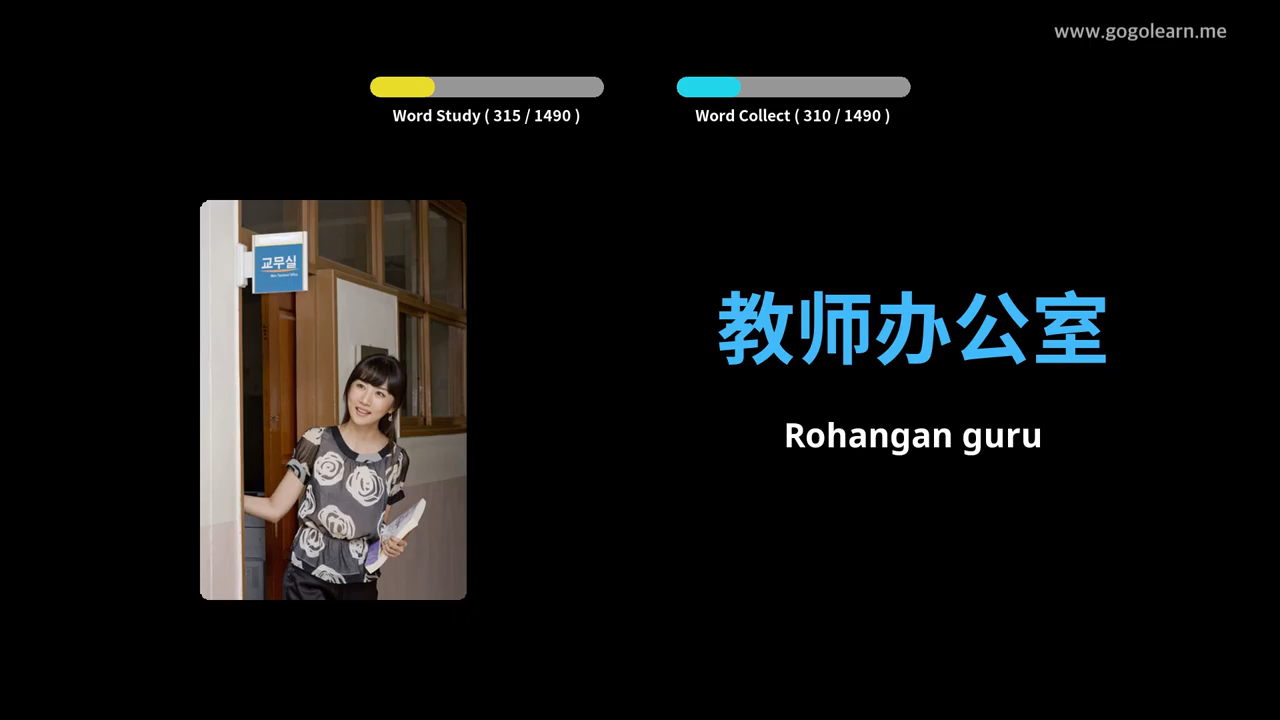 www.gogolearn.me
Word Study ( 315 / 1490 )
Word Collect ( 310 / 1490 )
교무실
教师办公室
Rohangan guru